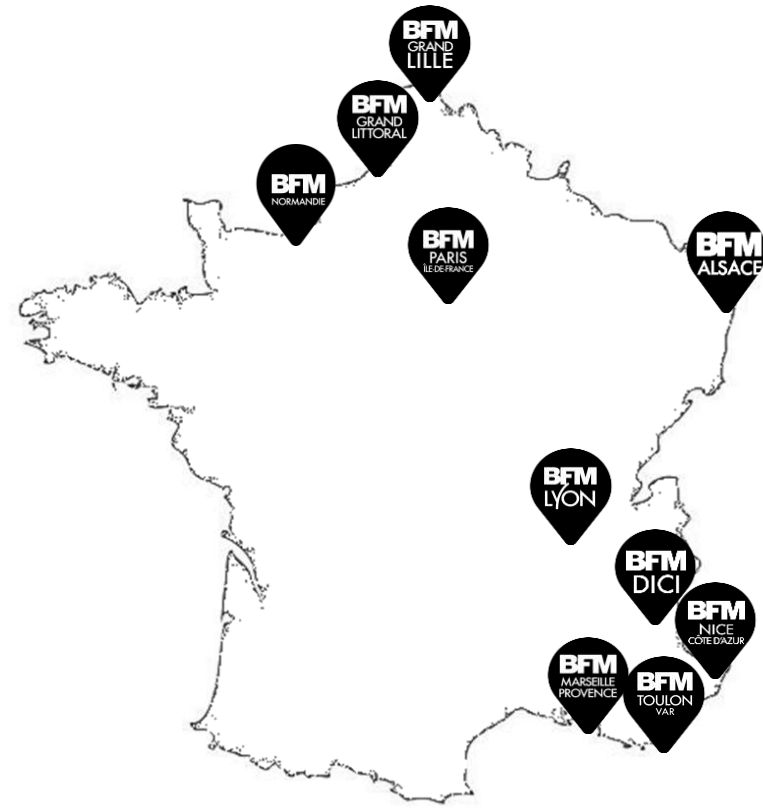 BFM
GRAND
LILLE
BFM
GRAND
LITTORAL
BFM
NORMANDIE
BFM
PARIS
ÎLE-DE-FRANCE
BFM
ALSACE
BFM
LYON
BFM
DICI
BFM
NICE
CÔTE D'AZUR
BFM
MARSEILLE
PROVENCE
BFM
TOULON
VAR